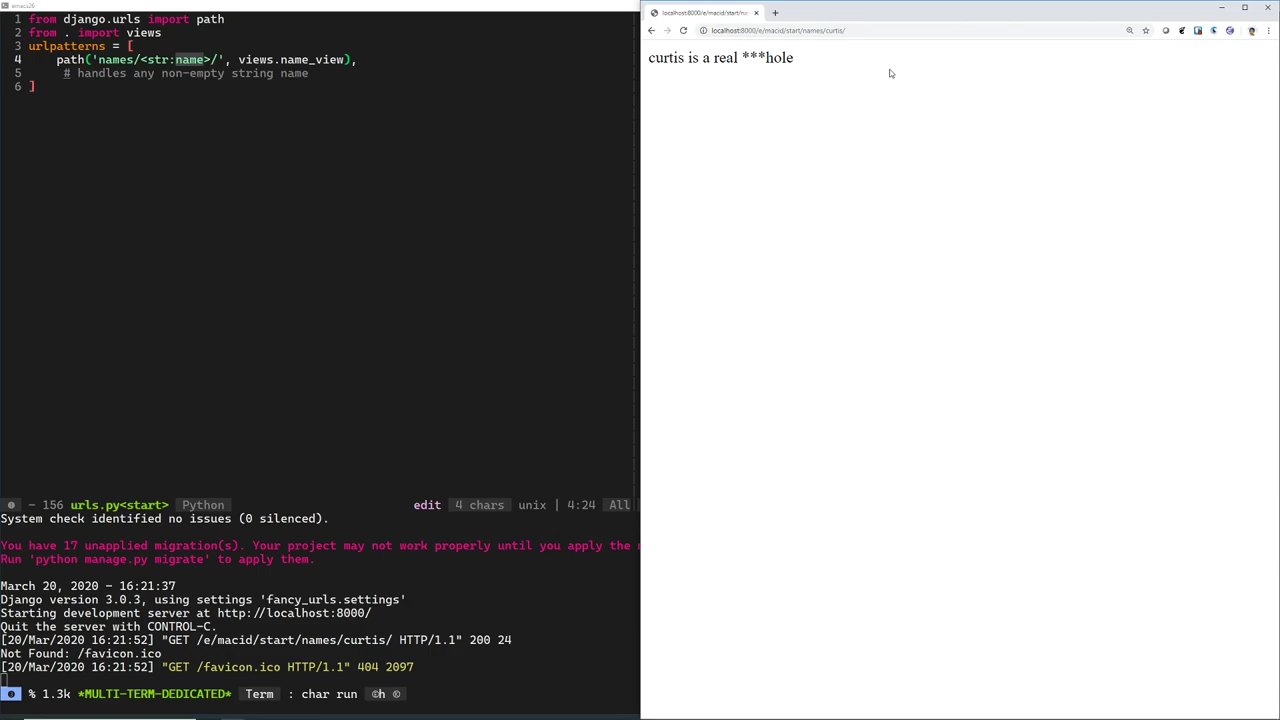 emacs26
1 from django.urls import path
2 from . import views
3 urlpatterns = [
4     path('names/<str:name>/', views.name_view),
5      # handles any non-empty string name
6 ]
- 156 urls.py<start> Python edit 4 chars unix | 4:24 All
System check identified no issues (0 silenced).
You have 17 unapplied migration(s). Your project may not work properly until you apply the
Run 'python manage.py migrate' to apply them.
March 20, 2020 - 16:21:37
Django version 3.0.3, using settings 'fancy_urls.settings'
Starting development server at http://localhost:8000/
Quit the server with CONTROL-C.
[20/Mar/2020 16:21:52] "GET /e/macid/start/names/curtis/ HTTP/1.1" 200 24
Not Found: /favicon.ico
[20/Mar/2020 16:21:52] "GET /favicon.ico HTTP/1.1" 404 2097
% 1.3k *MULTI-TERM-DEDICATED* Term : char run ©h ©
localhost:8000/e/macid/start/na
localhost:8000/e/macid/start/names/curtis/
curtis is a real ***hole